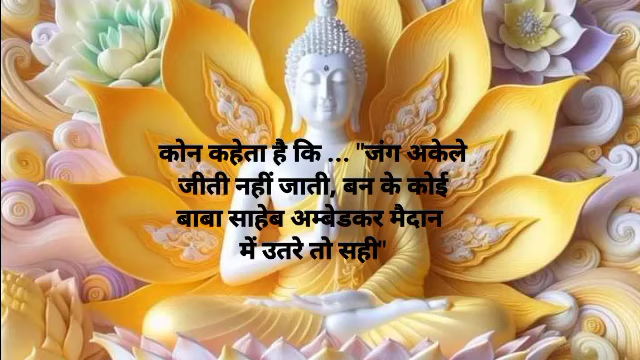 कोन कहेता है कि ... "जंग अकेले
जीती नहीं जाती, बन के कोई
बाबा साहेब अम्बेडकर मैदान
में उतरे तो सही"